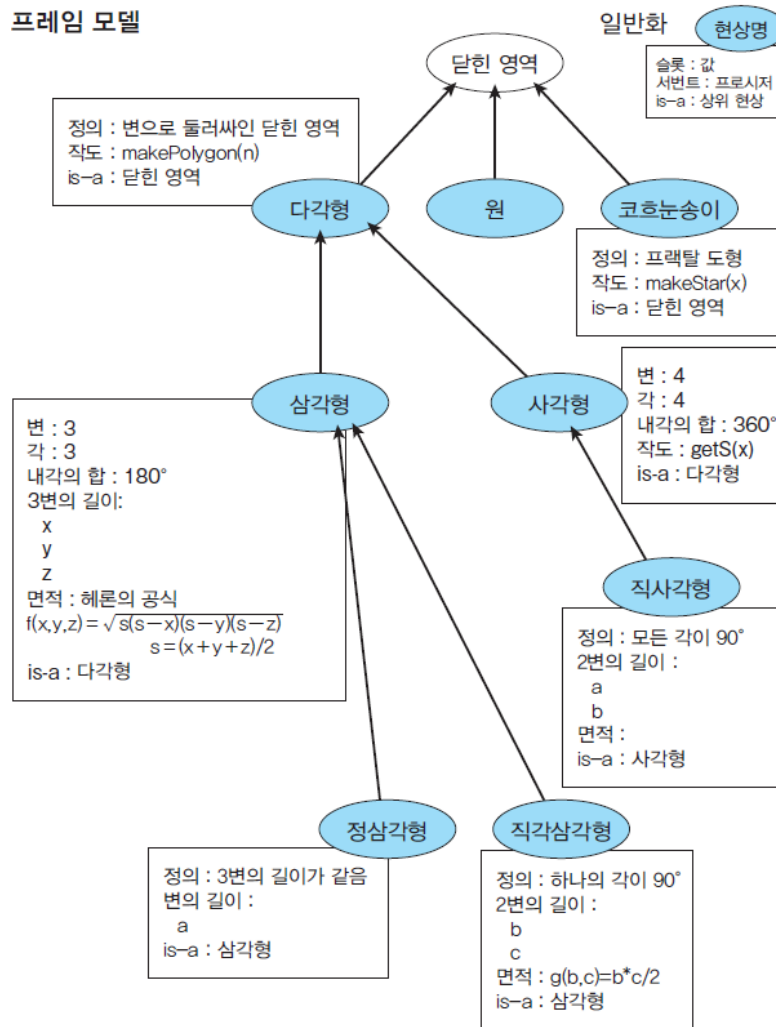 프레임 모델
일반화
현상명
슬롯 : 값
서번트 : 프로시저
is-a : 상위 현상
닫힌 영역
정의 : 변으로 둘러싸인 닫힌 영역
작도 : makePolygon(n)
is-a : 닫힌 영역
다각형
원
코흐눈송이
정의 : 프랙탈 도형
작도 : makeStar(x)
is-a : 닫힌 영역
삼각형
변 : 3
각 : 3
내각의 합 : 180°
3변의 길이:
x
y
z
면적 : 헤론의 공식
f(x,y,z) = √s(s-x)(s-y)(s-z)
s=(x+y+z)/2
is-a : 다각형
사각형
변 : 4
각 : 4
내각의 합 : 360°
작도 : getS(x)
is-a : 다각형
직사각형
정의 : 모든 각이 90°
2변의 길이 :
a
b
면적 :
is-a : 사각형
정삼각형
정의 : 3변의 길이가 같음
변의 길이 :
a
is-a : 삼각형
직각삼각형
정의 : 하나의 각이 90°
2변의 길이 :
b
c
면적 : g(b,c)=b*c/2
is-a : 삼각형